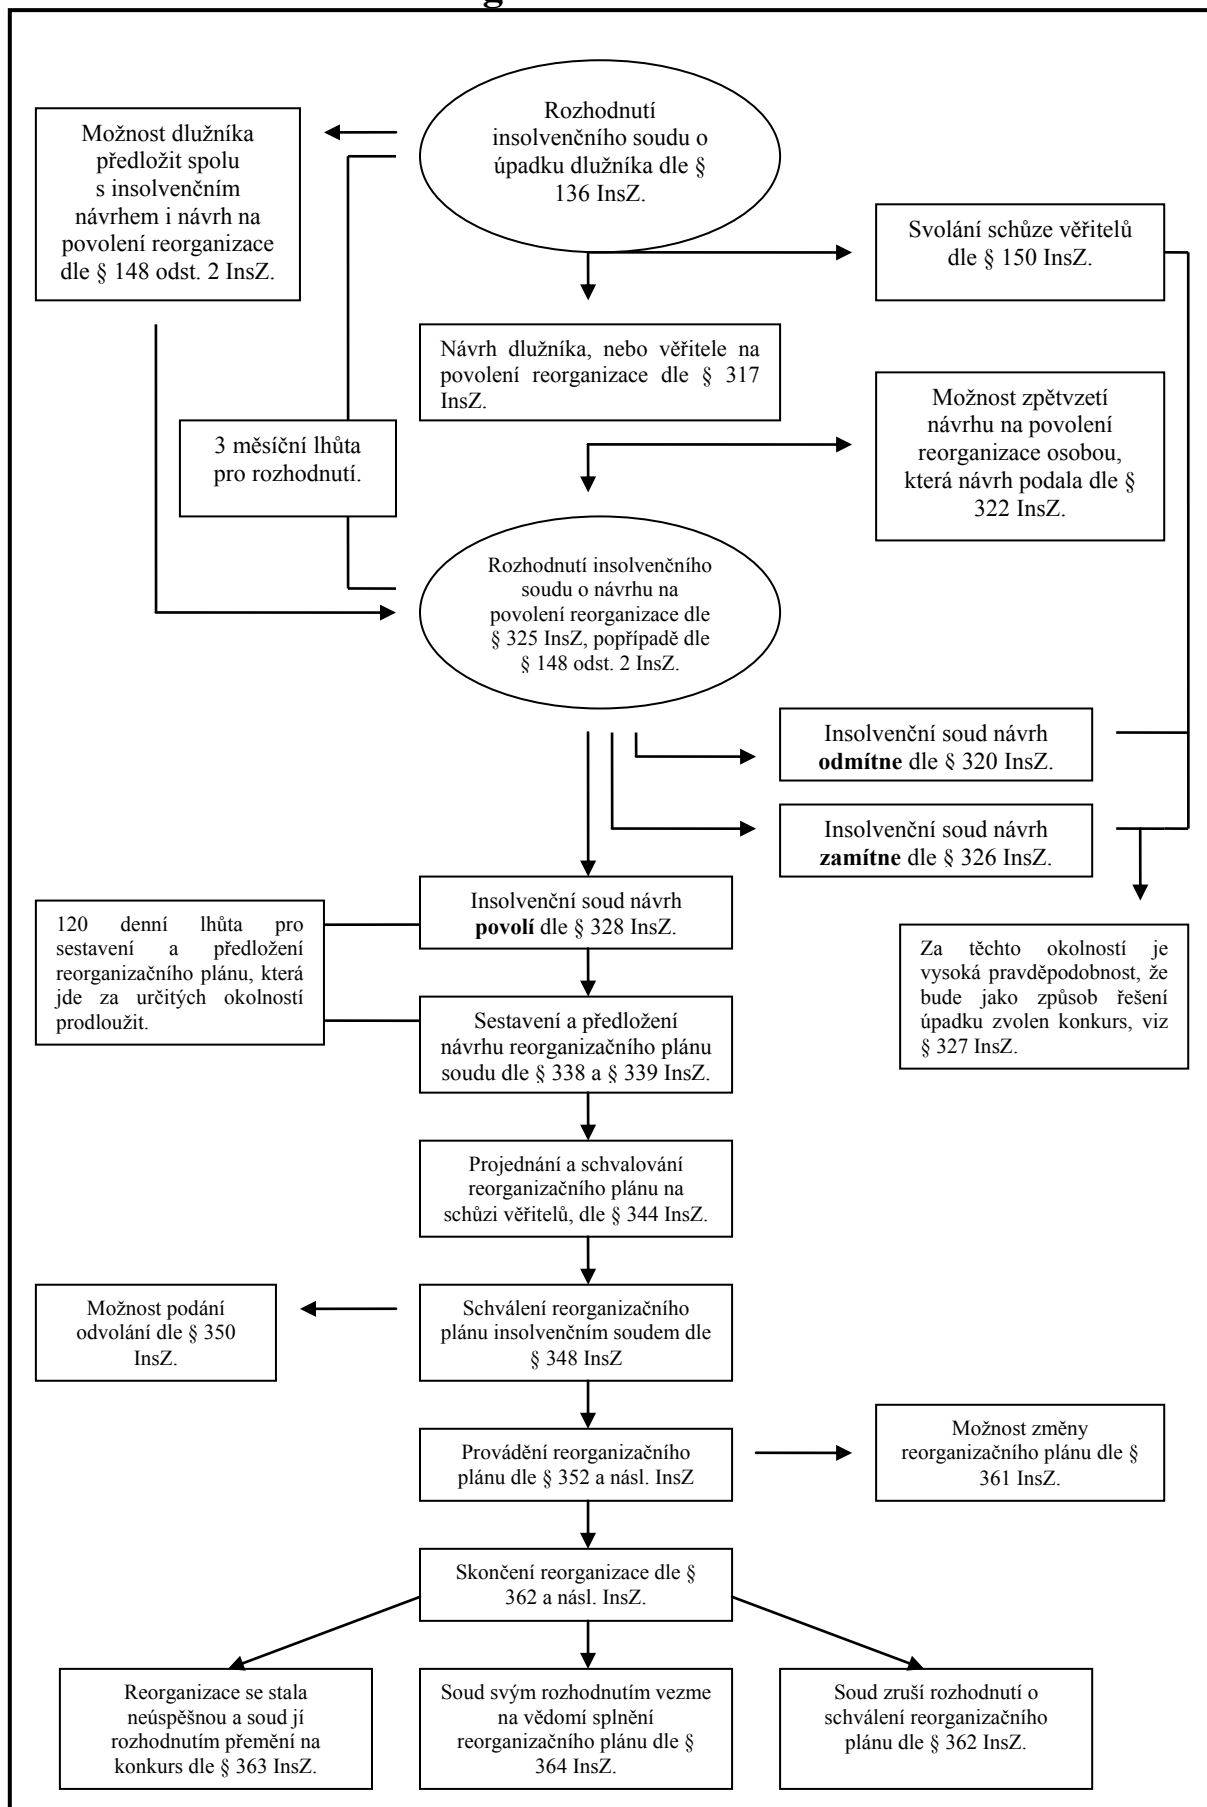 Rozhodnutí
insolvenčního soudu o
úpadku dlužníka dle §
136 InsZ.
Možnost dlužníka
předložit spolu
s insolvenčním
návrhem i návrh na
povolení reorganizace
dle § 148 odst. 2 InsZ.
Svolání schůze věřitelů
dle § 150 InsZ.
Návrh dlužníka, nebo věřitele na
povolení reorganizace dle § 317
InsZ.
Možnost zpětvzetí
návrhu na povolení
reorganizace osobou,
která návrh podala dle §
322 InsZ.
3 měsíční lhůta
pro rozhodnutí.
Rozhodnutí insolvenčního
soudu o návrhu na
povolení reorganizace dle
§ 325 InsZ, popřípadě dle
§ 148 odst. 2 InsZ.
Insolvenční soud návrh
odmítne dle § 320 InsZ.
Insolvenční soud návrh
zamítne dle § 326 InsZ.
Insolvenční soud návrh
povolí dle § 328 InsZ.
120 denní lhůta pro
sestavení a předložení
reorganizačního plánu, která
jde za určitých okolností
prodloužit.
Za těchto okolností je
vysoká pravděpodobnost, že
bude jako způsob řešení
úpadku zvolen konkurs, viz
§ 327 InsZ.
Sestavení a předložení
návrhu reorganizačního plánu
soudu dle § 338 a § 339 InsZ.
Projednání a schvalování
reorganizačního plánu na
schůzi věřitelů, dle § 344 InsZ.
Možnost podání
odvolání dle § 350
InsZ.
Schválení reorganizačního
plánu insolvenčním soudem dle
§ 348 InsZ
Provádění reorganizačního
plánu dle § 352 a násl. InsZ
Možnost změny
reorganizačního plánu dle §
361 InsZ.
Skončení reorganizace dle §
362 a násl. InsZ.
Reorganizace se stala
neúspěšnou a soud jí
rozhodnutím přemění na
konkurs dle § 363 InsZ.
Soud svým rozhodnutím vezme
na vědomí splnění
reorganizačního plánu dle §
364 InsZ.
Soud zruší rozhodnutí o
schválení reorganizačního
plánu dle § 362 InsZ.